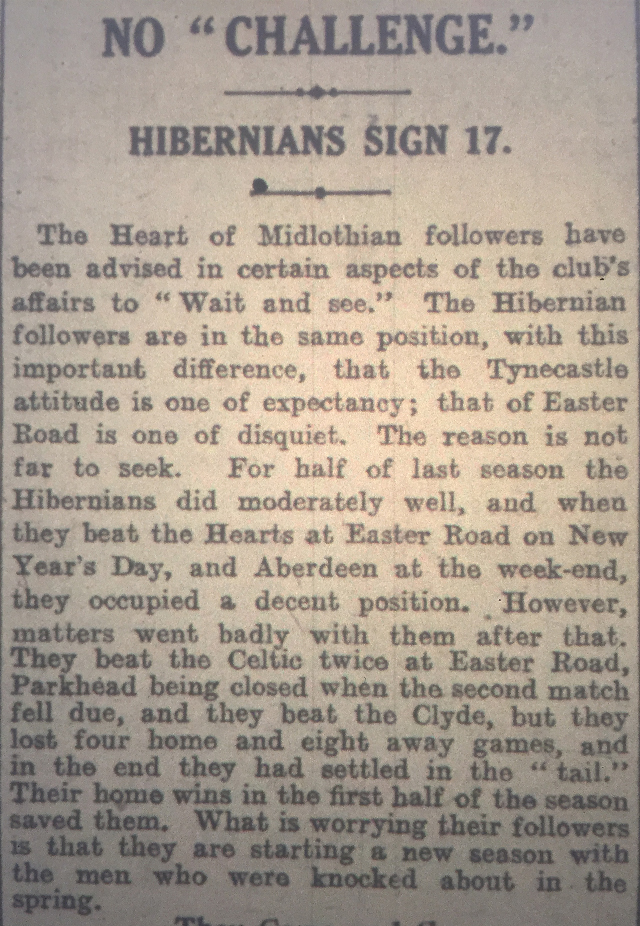 NO “CHALLENGE.”
HIBERNIANS SIGN 17.
The Heart of Midlothian followers have
been advised in certain aspects of the club's
affairs to “Wait and see.” The Hibernian
followers are in the same position, with this
important difference, that the Tynecastle
attitude is one of expectancy; that of Easter
Road is one of disquiet. The reason is not
far to seek. For half of last season the
Hibernians did moderately well, and when
they beat the Hearts at Easter Road on New
Year's Day, and Aberdeen at the week-end,
they occupied a decent position. However,
matters went badly with them after that.
They beat the Celtic twice at Easter Road,
Parkhead being closed when the second match
fell due, and they beat the Clyde, but they
lost four home and eight away games, and
in the end they had settled in the “tail.”
Their home wins in the first half of the season
saved them. What is worrying their followers
is that they are starting a new season with
the men who were knocked about in the
spring.